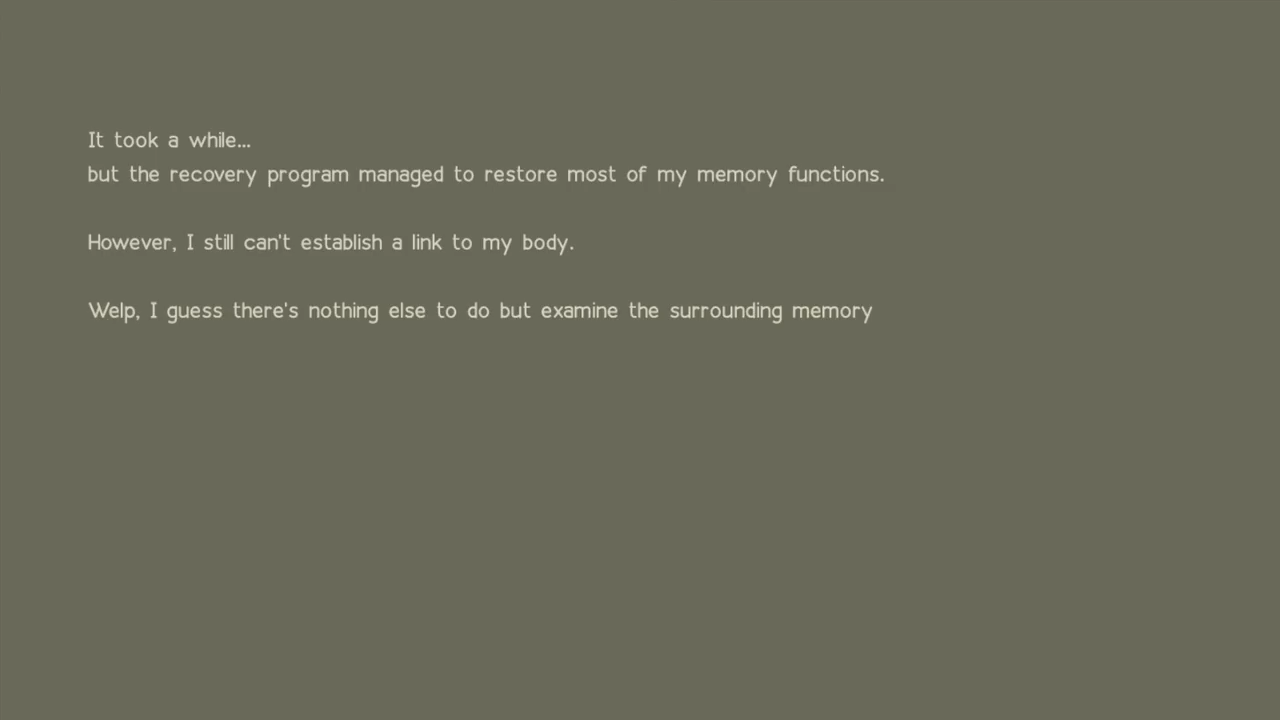 It took a while...
but the recovery program managed to restore most of my memory functions.
However, I still can't establish a link to my body.
Welp, I guess there's nothing else to do but examine the surrounding memory